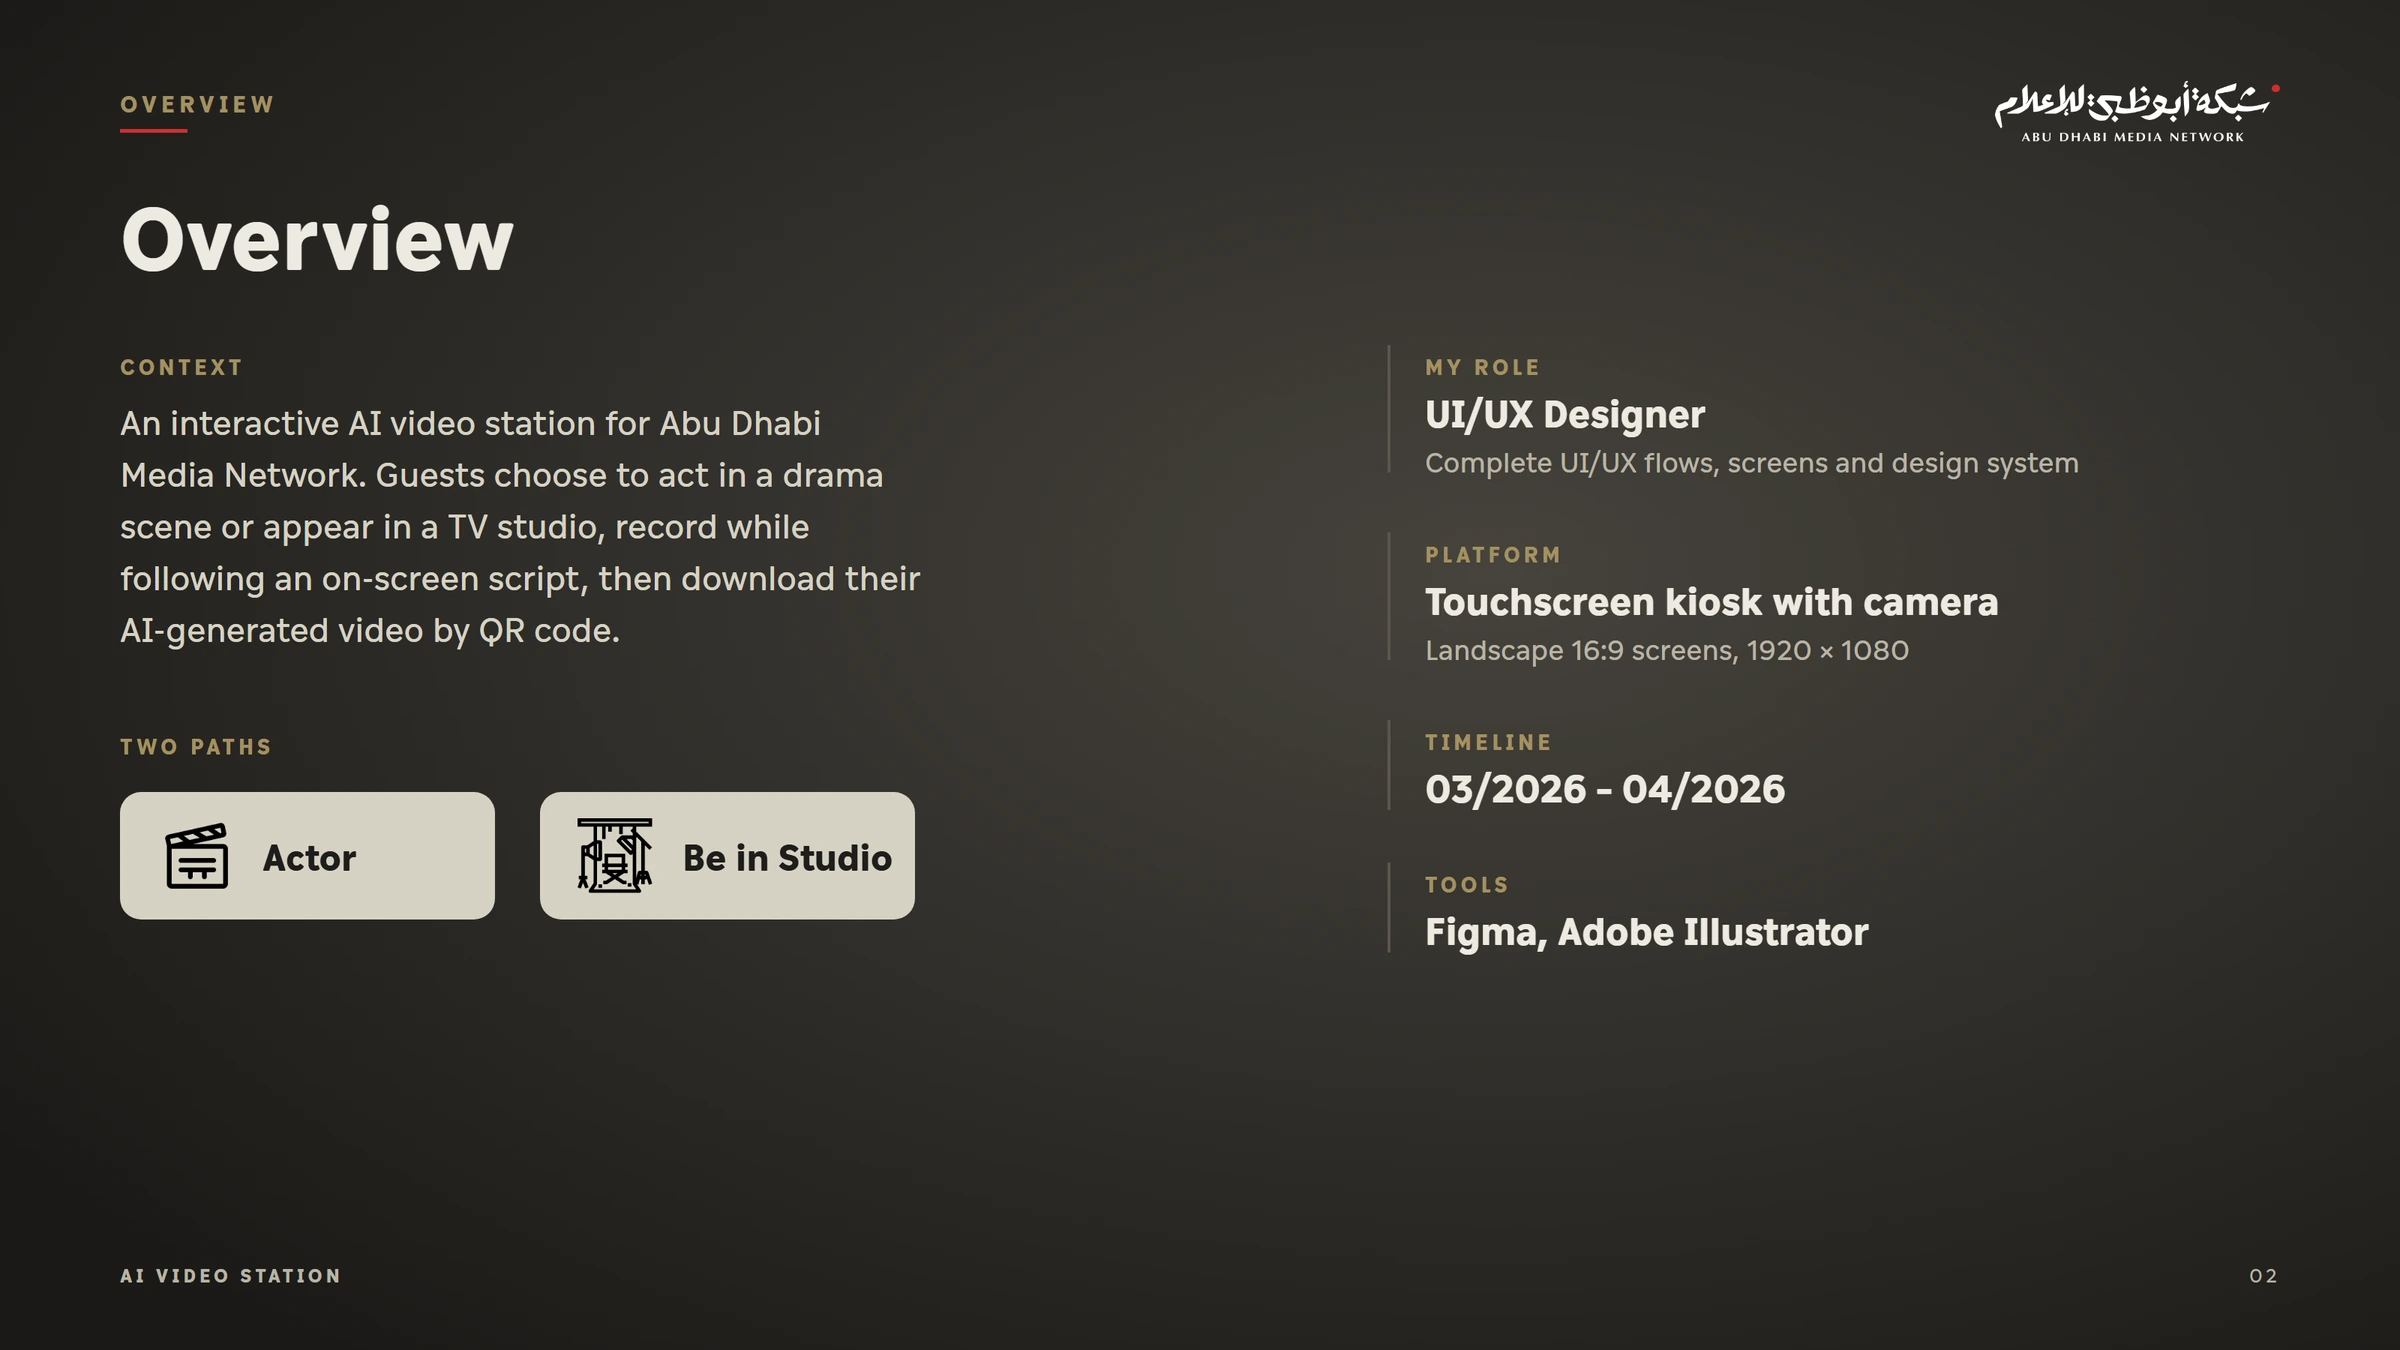 OVERVIEW
شبكة أبوظبي للإعلام
ABU DHABI MEDIA NETWORK
Overview
CONTEXT
An interactive AI video station for Abu Dhabi
Media Network. Guests choose to act in a drama
scene or appear in a TV studio, record while
following an on-screen script, then download their
AI-generated video by QR code.
TWO PATHS
Actor
Be in Studio
MY ROLE
UI/UX Designer
Complete UI/UX flows, screens and design system
PLATFORM
Touchscreen kiosk with camera
Landscape 16:9 screens, 1920 × 1080
TIMELINE
03/2026 – 04/2026
TOOLS
Figma, Adobe Illustrator
AI VIDEO STATION
02